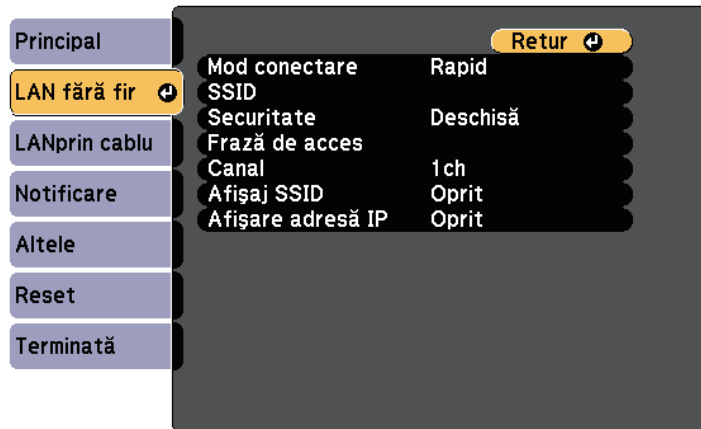 Principal
LAN fără fir
LANprin cablu
Notificare
Altele
Reset
Terminată
Retur
Mod conectare Rapid
SSID
Securitate Deschisă
Frază de acces
Canal 1ch
Afişaj SSID Oprit
Afişare adresă IP Oprit